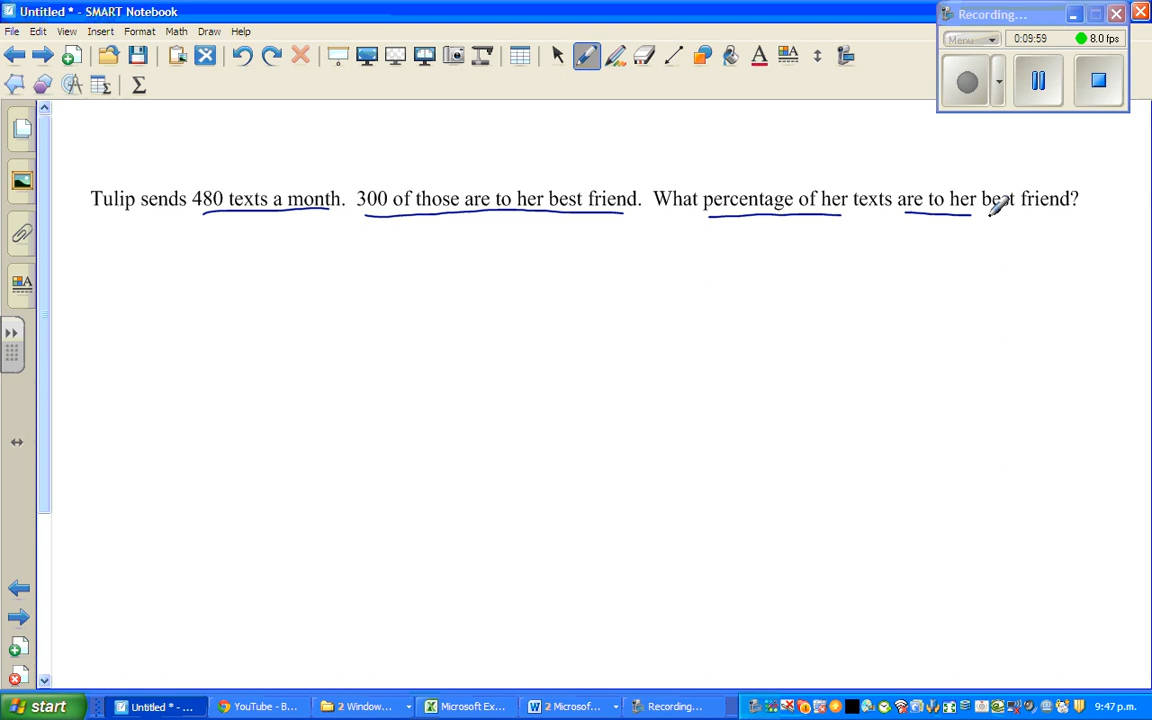 Untitled * - SMART Notebook
Recording...
File Edit View Insert Format Math Draw Help
Menu 0:09:59 8.0 fps
Tulip sends 480 texts a month. 300 of those are to her best friend. What percentage of her texts are to her best friend?
start Untitled * - ... YouTube - B... 2 Window... Microsoft Ex... 2 Microsof... Recording... 9:47 p.m.